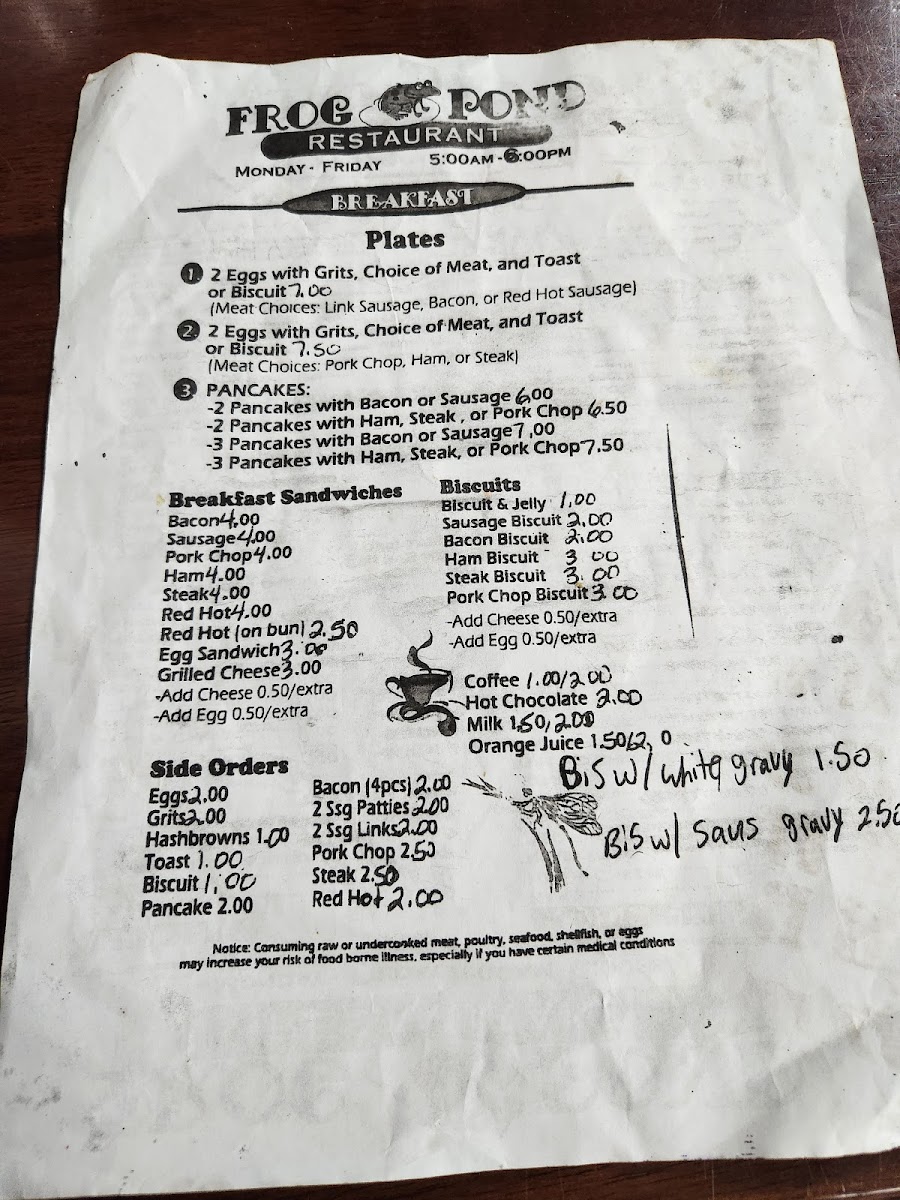 FROG POND
RESTAURANT
MONDAY - FRIDAY 5:00AM-6:00PM
BREAKFAST
Plates
1. 2 Eggs with Grits, Choice of Meat, and Toast
or Biscuit 7.00
(Meat Choices: Link Sausage, Bacon, or Red Hot Sausage)
2. 2 Eggs with Grits, Choice of Meat, and Toast
or Biscuit 7.50
(Meat Choices: Pork Chop, Ham, or Steak)
3 PANCAKES:
-2 Pancakes with Bacon or Sausage 6.00
-2 Pancakes with Ham, Steak, or Pork Chop 6.50
-3 Pancakes with Bacon or Sausage 7.00
-3 Pancakes with Ham, Steak, or Pork Chop 7.50
Breakfast Sandwiches
Bacon 4.00
Sausage 4.00
Pork Chop 4.00
Ham 4.00
Steak 4.00
Red Hot 4.00
Red Hot (on bun) 2.50
Egg Sandwich 3.00
Grilled Cheese 3.00
-Add Cheese 0.50/extra
-Add Egg 0.50/extra
Biscuits
Biscuit & Jelly 1.00
Sausage Biscuit 2.00
Bacon Biscuit 2.00
Ham Biscuit 3 00
Steak Biscuit 3.00
Pork Chop Biscuit 3.00
-Add Cheese 0.50/extra
-Add Egg 0.50/extra
Coffee 1.00/2.00
Hot Chocolate 2.00
Milk 1.50, 2.00
Orange Juice 1.50/2, 0
Bis w/ white gravy 1.50
Bis w/ saus gravy 2.50
Side Orders
Eggs 2.00
Grits 2.00
Hashbrowns 1.00
Toast 1.00
Biscuit 1.00
Pancake 2.00
Bacon (4pcs) 2.00
2 Ssg Patties 2.00
2 Ssg Links 2.00
Pork Chop 2.50
Steak 2.50
Red Hot 2.00
Notice: Consuming raw or undercooked meat, poultry, seafood, shellfish, or eggs
may increase your risk of food borne illness, especially if you have certain medical conditions